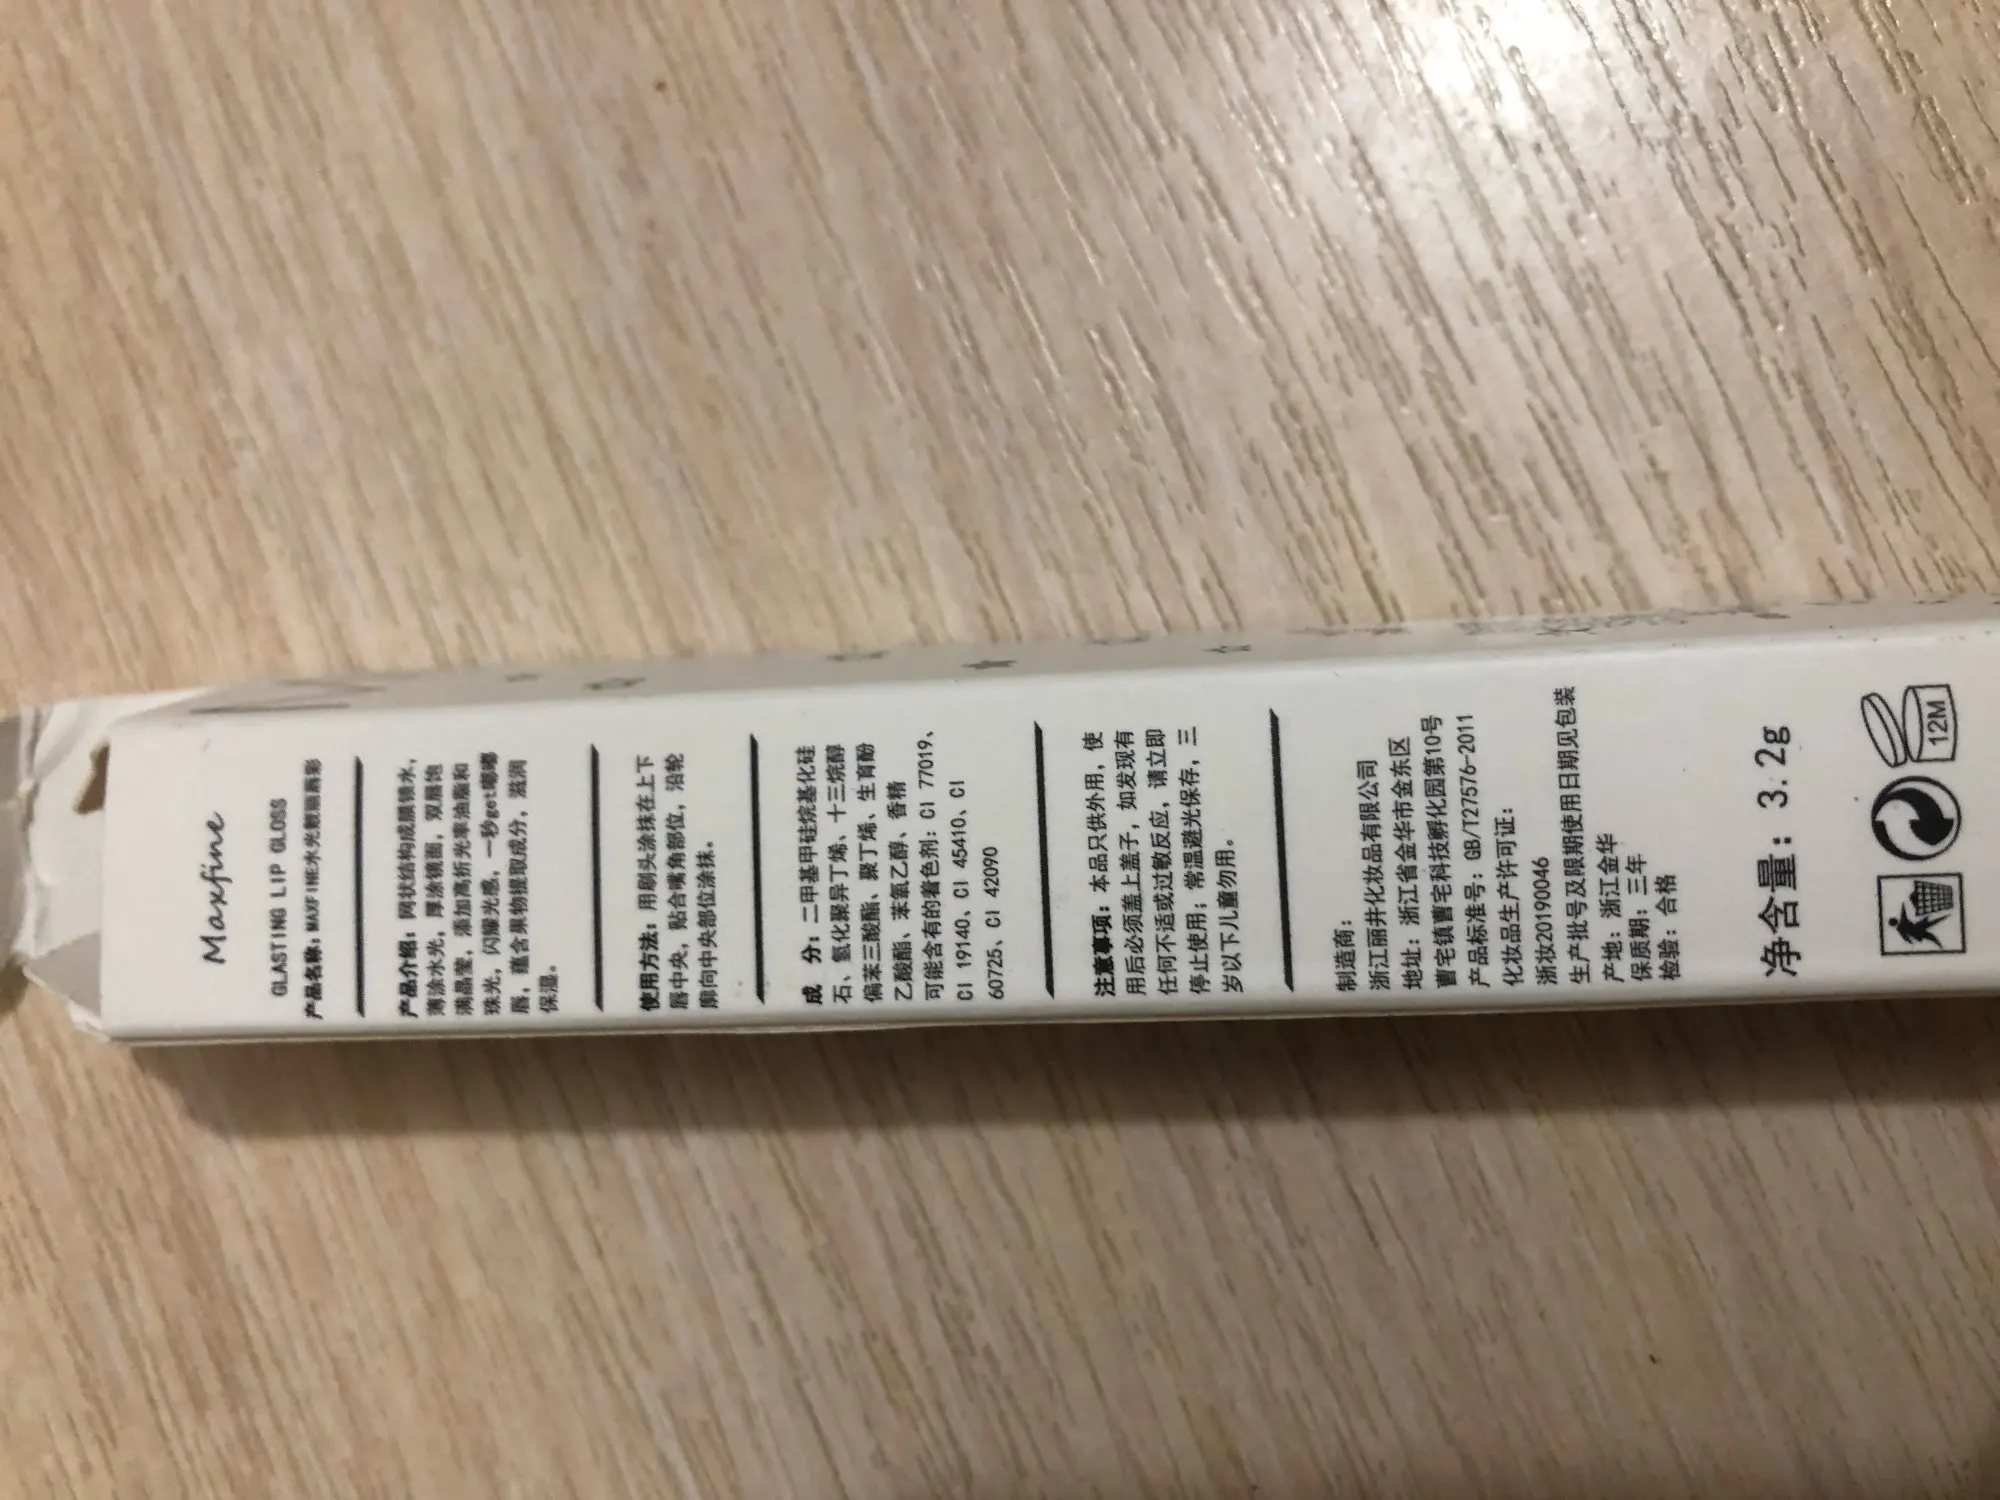 Maxfine
GLASTING LIP GLOSS
产品名称：MAXFINE水光靓丽唇彩
产品介绍：网状结构成膜锁水，
薄涂水光，厚涂镜面，双唇饱
满晶莹，添加高折光率油脂和
珠光，闪耀光感，一秒get嘟嘟
唇，蕴含果物提取成分，滋润
保湿。
使用方法：用刷头涂抹在上下
唇中央，贴合嘴角部位，沿轮
廓向中央部位涂抹。
成 分：二甲基甲硅烷基化硅
石、氢化聚异丁烯、十三烷醇
偏苯三酸酯、聚丁烯、生育酚
乙酸酯、苯氧乙醇、香精
可能含有的着色剂：CI 77019、
CI 19140、CI 45410、CI
60725、CI 42090
注意事项：本品只供外用，使
用后必须盖上盖子，如发现有
任何不适或过敏反应，请立即
停止使用；常温避光保存，三
岁以下儿童勿用。
制造商：
浙江丽井化妆品有限公司
地址：浙江省金华市金东区
曹宅镇曹宅科技孵化园第10号
产品标准号：GB/T27576-2011
化妆品生产许可证：
浙妆20190046
生产批号及限期使用日期见包装
产地：浙江金华
保质期：三年
检验：合格
净含量：3.2g
12M